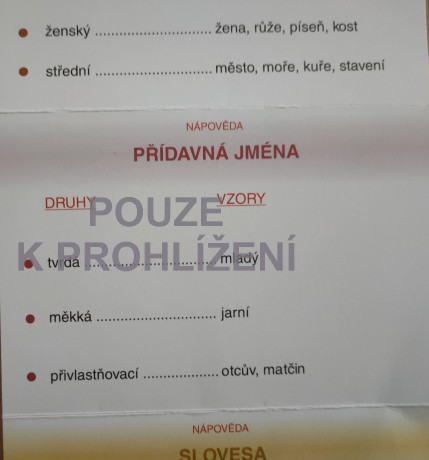 ženský ............................. žena, růže, píseň, kost
střední ............................. město, moře, kuře, stavení
NÁPOVĚDA
PŘÍDAVNÁ JMÉNA
DRUHY VZORY
POUZE
K PROHLÍŽENÍ
tvrdá ................................ mladý
měkká .............................. jarní
přivlastňovací ................... otcův, matčin
NÁPOVĚDA
SLOVESA